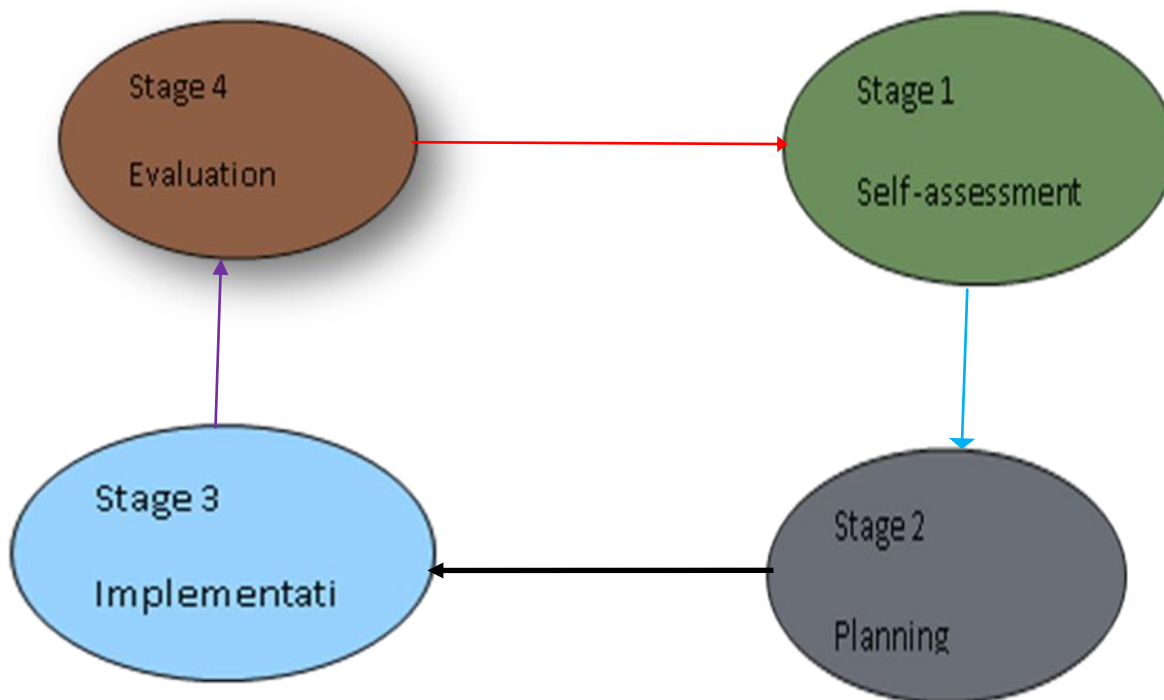 Stage 4
Evaluation
Stage 1
Self-assessment
Stage 3
Implementati
Stage 2
Planning